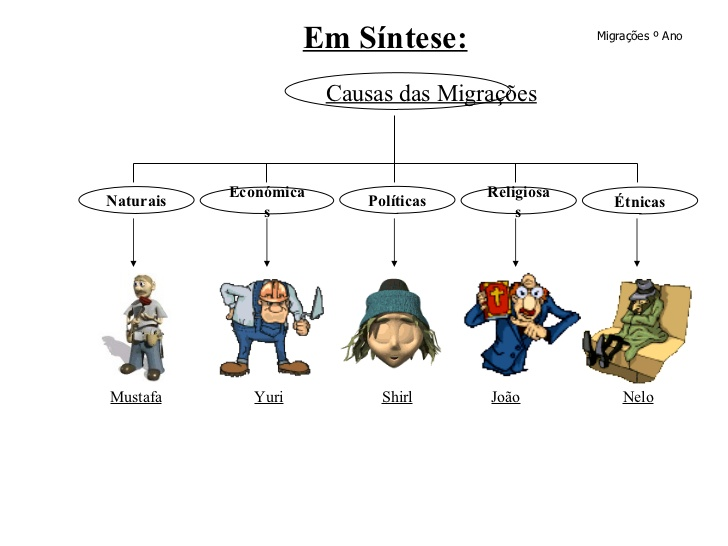 Em Síntese:
Migrações º Ano
Causas das Migrações
Naturais
Económica
s
Políticas
Religiosa
s
Étnicas
Mustafa
Yuri
Shirl
João
Nelo